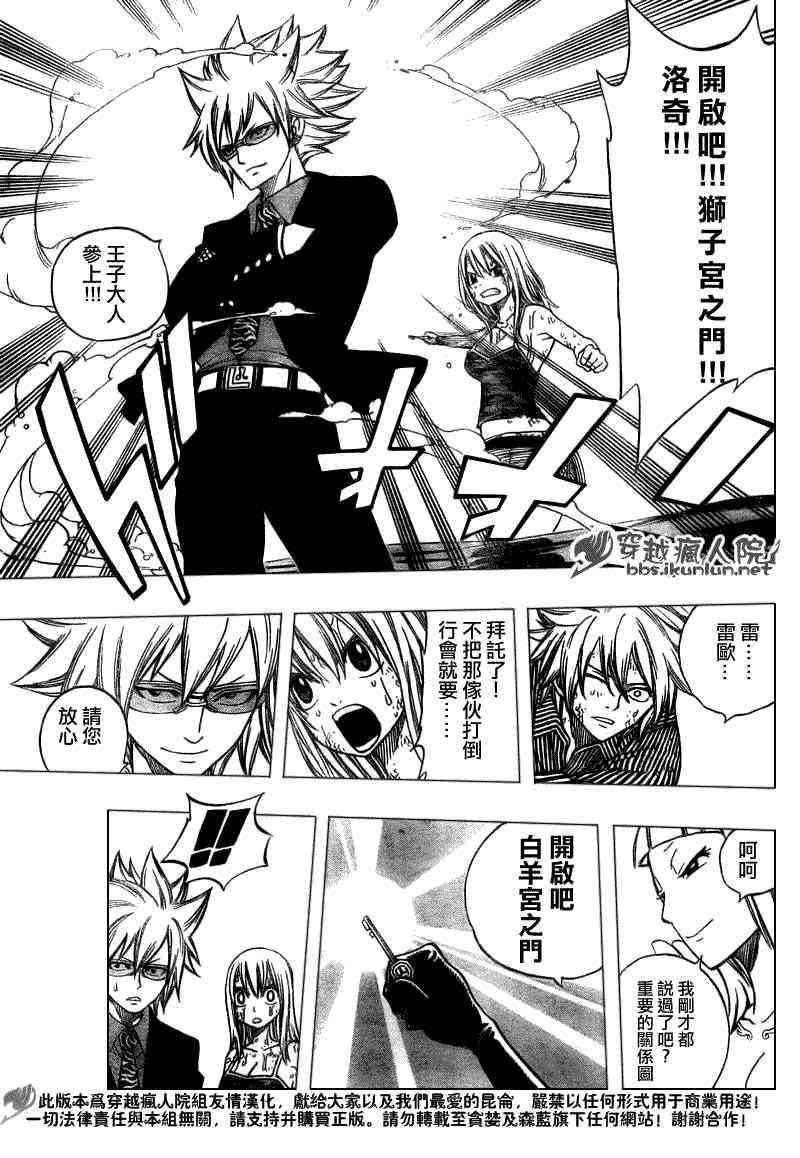 開啟吧!!!獅子宮之門!!!
洛奇!!!
王子大人
參上!!!
穿越瘋人院
bbs.ikunlun.net
雷……
雷歐…
拜託了！
不把那傢伙打倒
行會就要……
請您
放心
呵呵
我剛才都
說過了吧？
重要的關係圖
開啟吧
白羊宮之門
!!
此版本爲穿越瘋人院組友情漢化，獻給大家以及我們最愛的昆侖，嚴禁以任何形式用于商業用途！
一切法律責任與本組無關，請支持并購買正版。請勿轉載至貪婪及森藍旗下任何網站！謝謝合作！